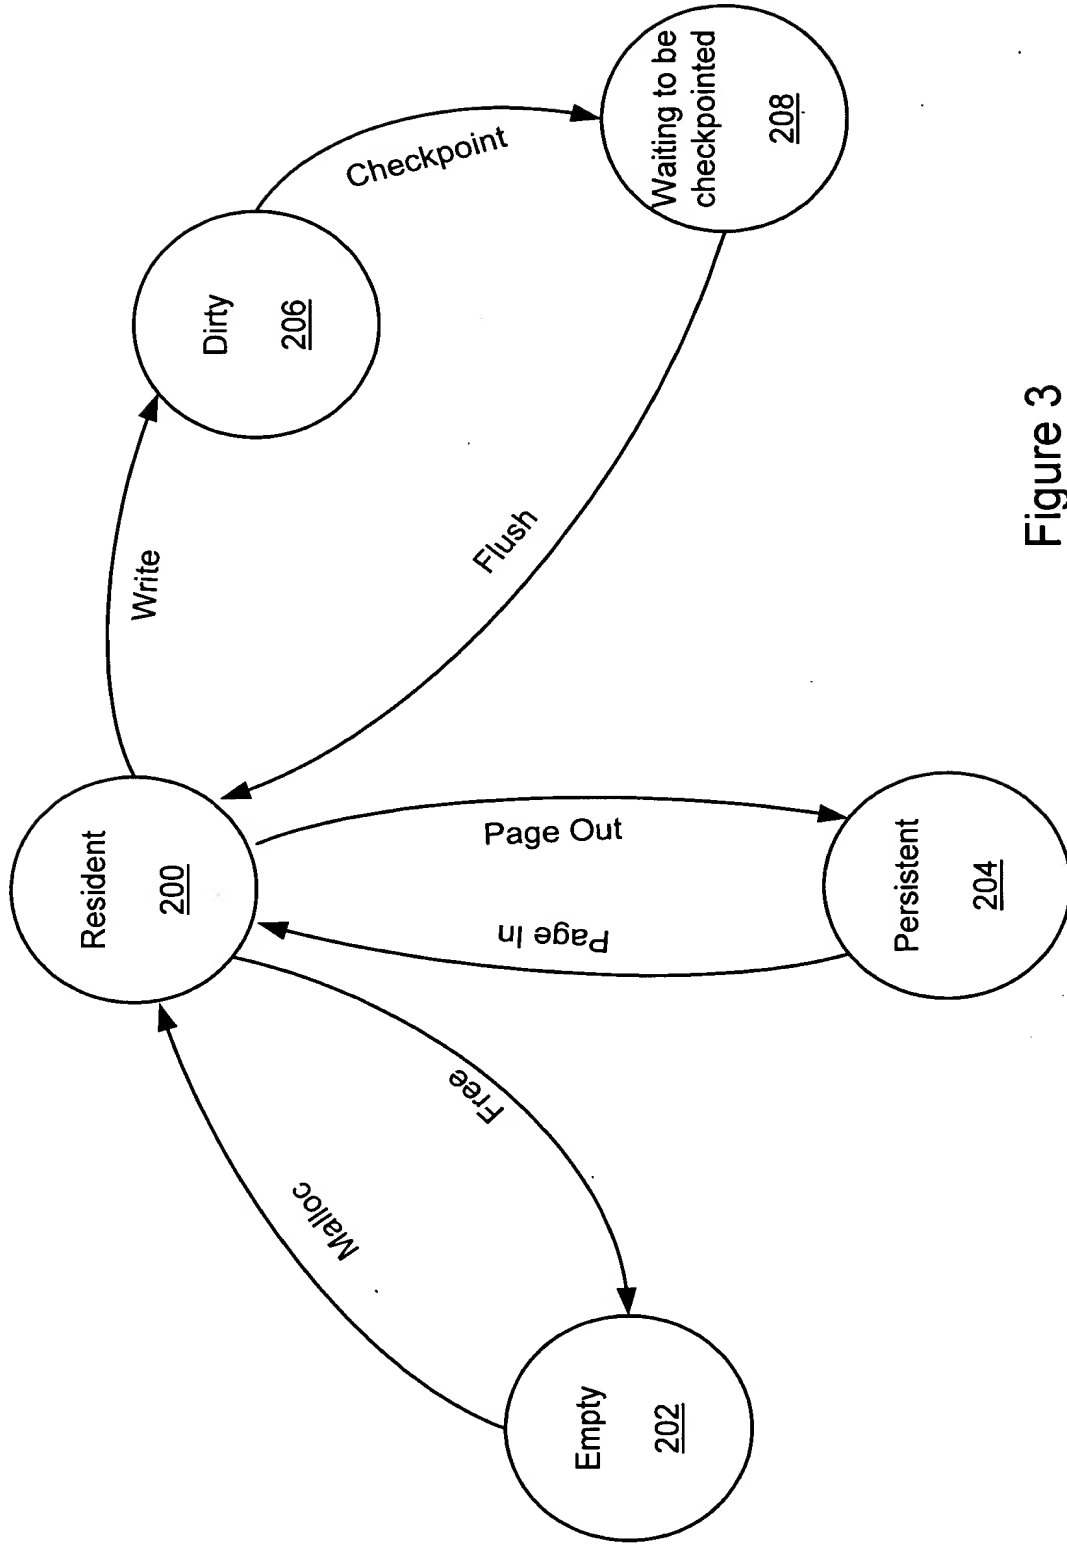 Resident
200
Write
Dirty
206
Checkpoint
Waiting to be
checkpointed
208
Flush
Page Out
Page In
Persistent
204
Free
Malloc
Empty
202
Figure 3